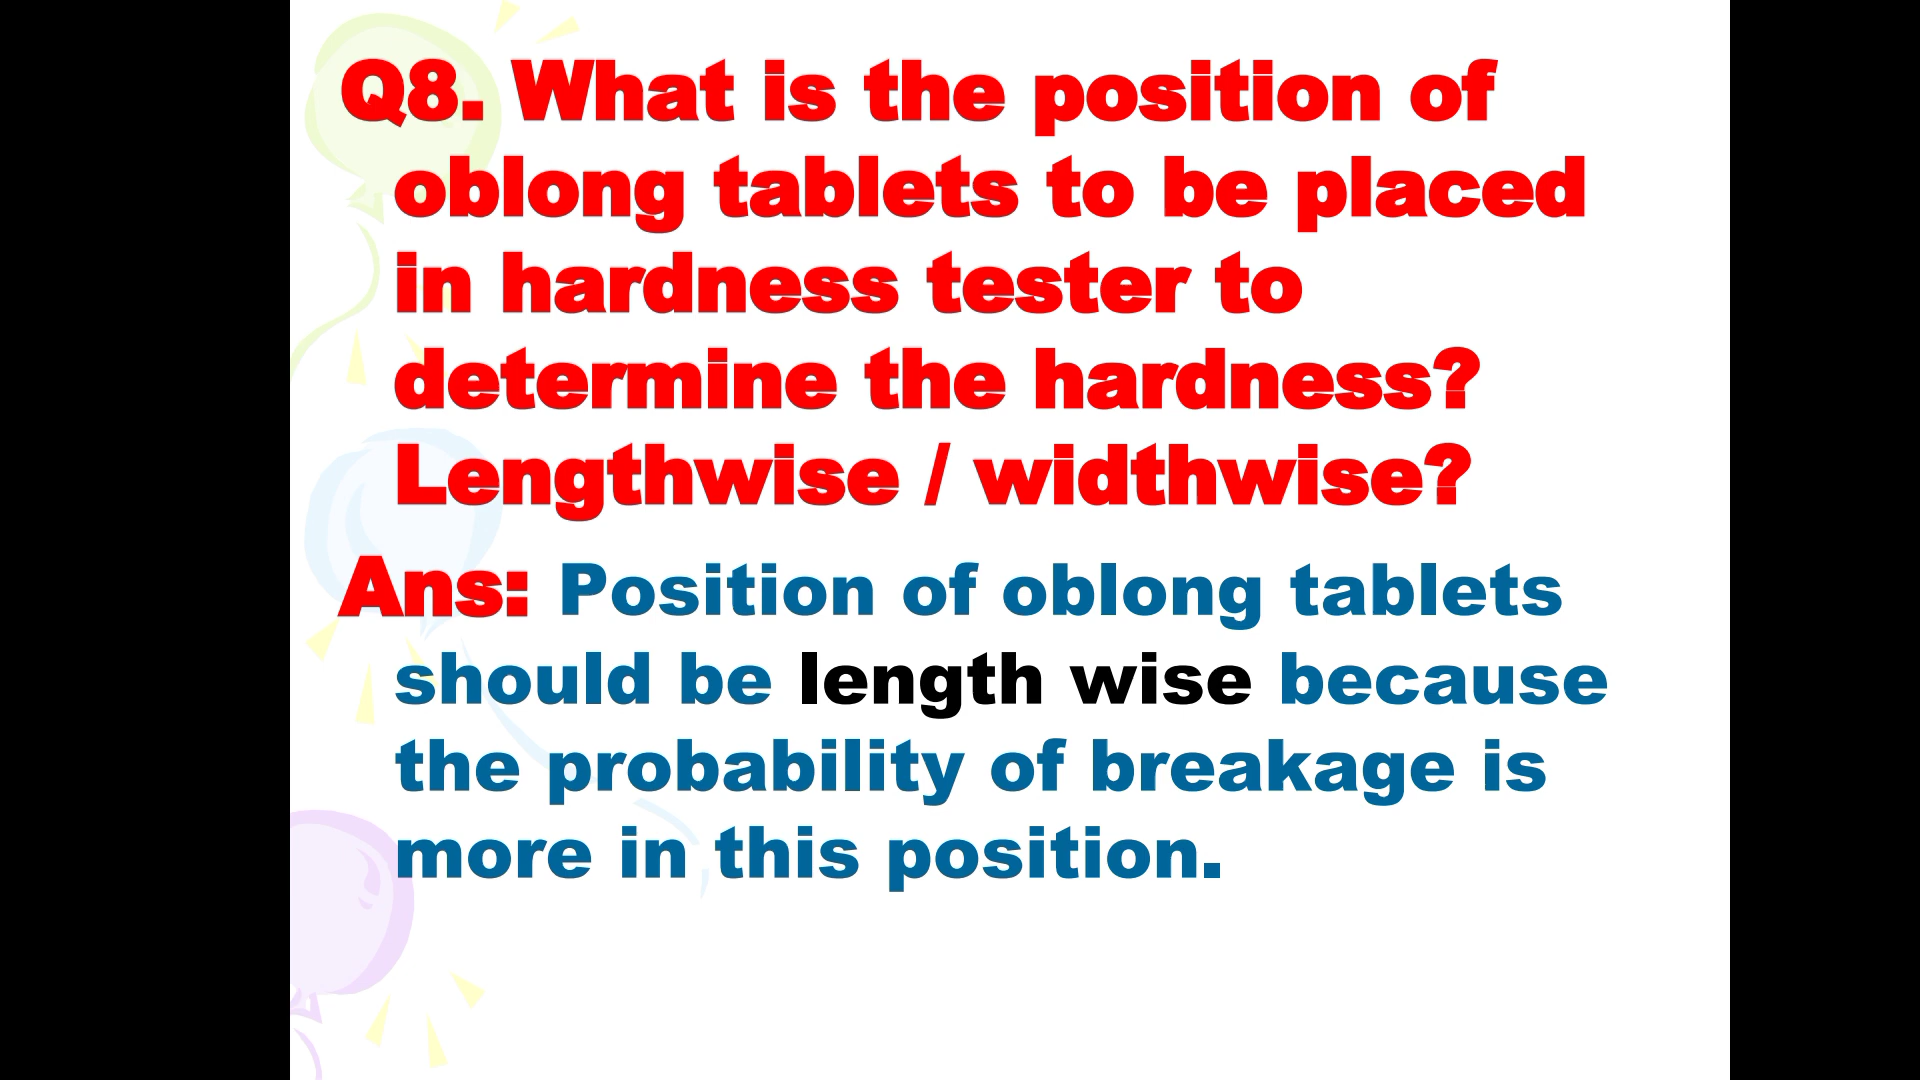 Q8. What is the position of
oblong tablets to be placed
in hardness tester to
determine the hardness?
Lengthwise / widthwise?
Ans: Position of oblong tablets
should be length wise because
the probability of breakage is
more in this position.